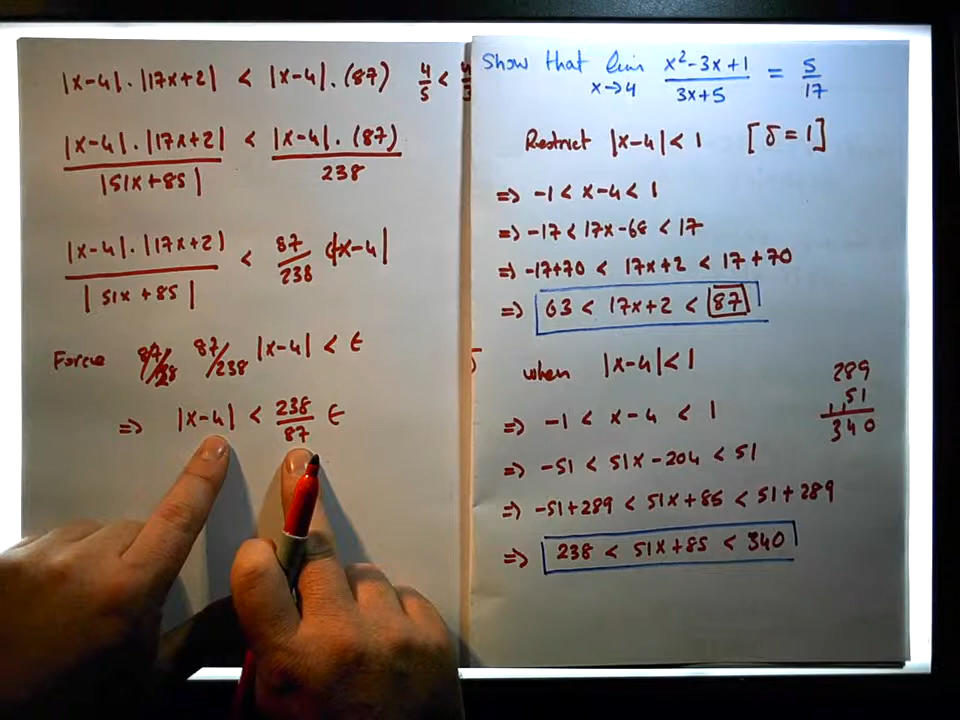 |x-4|.|17x+2| < |x-4|.(87) 4/5 <
|x-4|.|17x+2| / |51x+85| < |x-4|.(87) / 238
|x-4|.|17x+2| / |51x+85| < 87/238 |x-4|
Force 87/238 |x-4| < ϵ
=> |x-4| < 238/87 ϵ
Show that lim x→4 x²-3x+1 / 3x+5 = 5/17
Restrict |x-4|<1 [δ=1]
=> -1 < x-4 < 1
=> -17 < 17x-68 < 17
=> -17+70 < 17x+2 < 17+70
=> 63 < 17x+2 < 87
when |x-4|<1
=> -1 < x-4 < 1
=> -51 < 51x-204 < 51
=> -51+289 < 51x+85 < 51+289
=> 238 < 51x+85 < 340
289
51
340